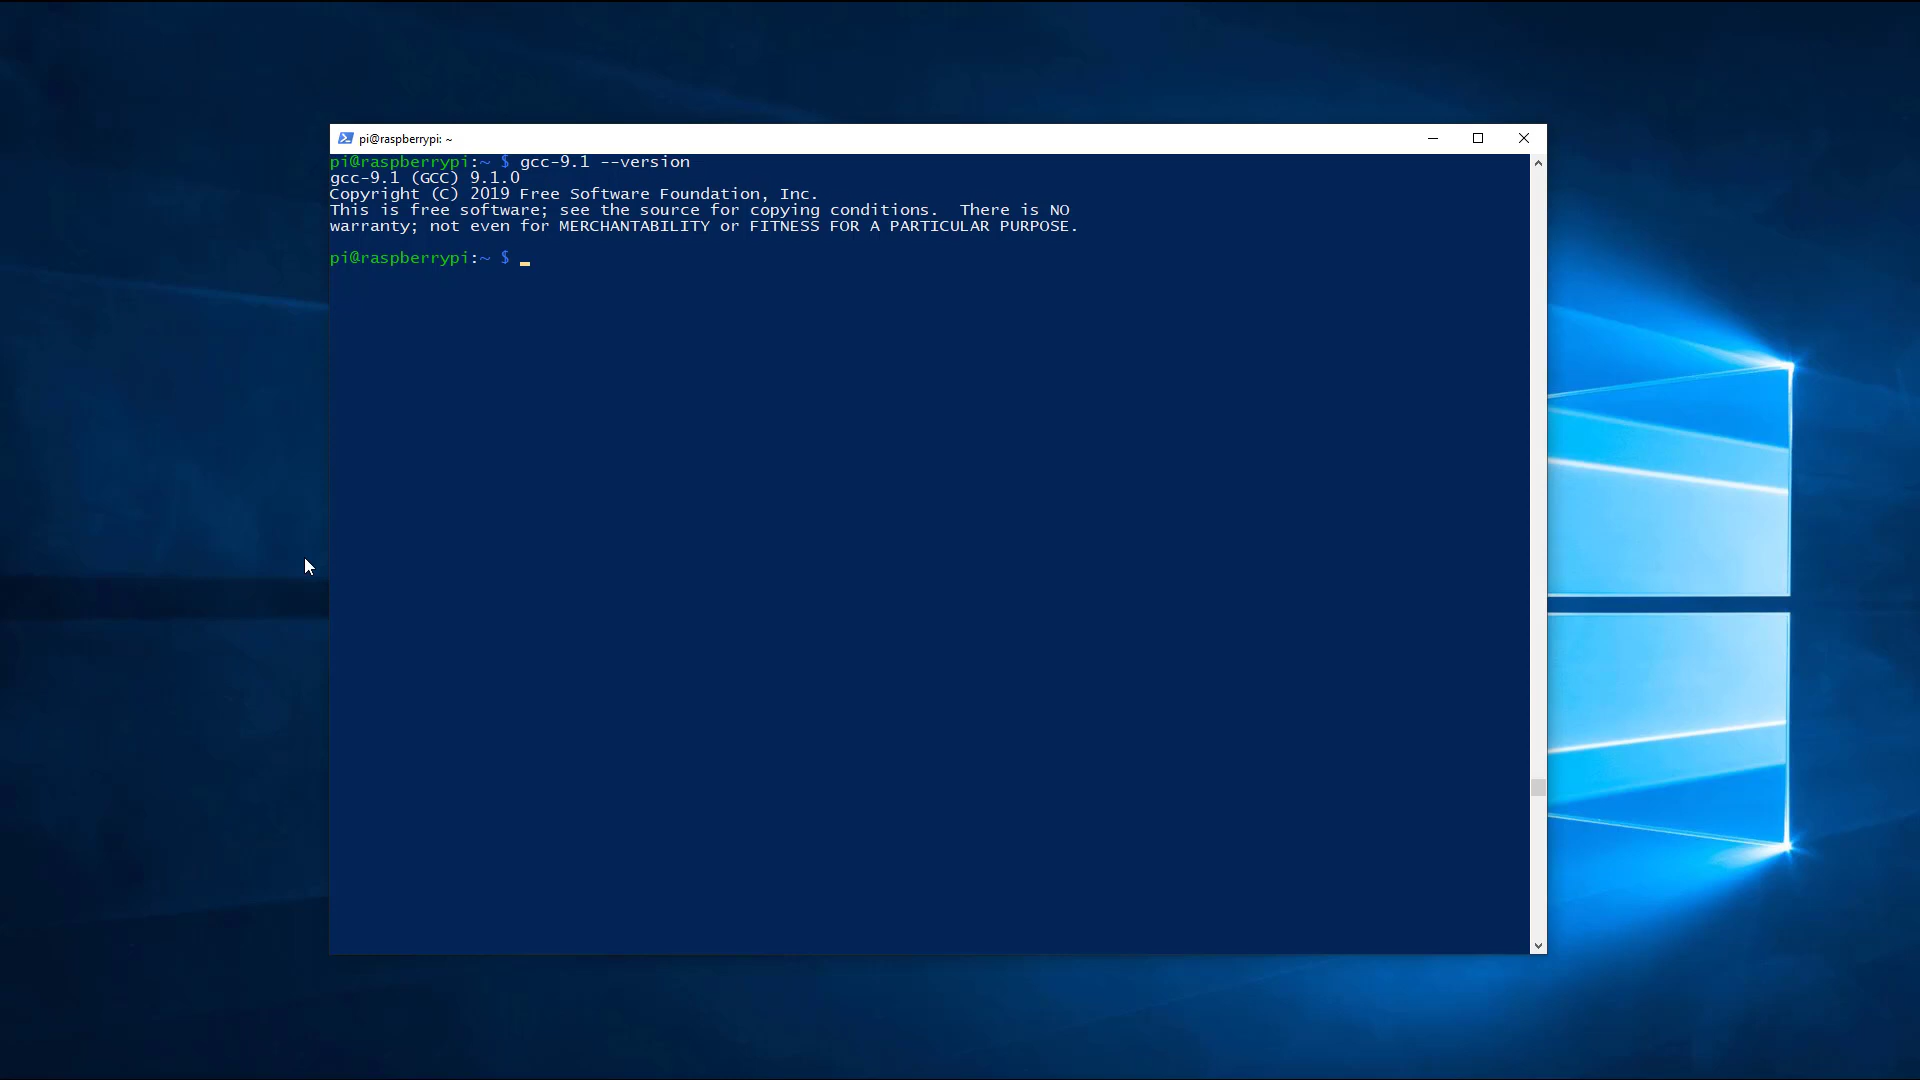 pi@raspberrypi: ~
pi@raspberrypi:~ $ gcc-9.1 --version
gcc-9.1 (GCC) 9.1.0
Copyright (C) 2019 Free Software Foundation, Inc.
This is free software; see the source for copying conditions.  There is NO
warranty; not even for MERCHANTABILITY or FITNESS FOR A PARTICULAR PURPOSE.
pi@raspberrypi:~ $ _